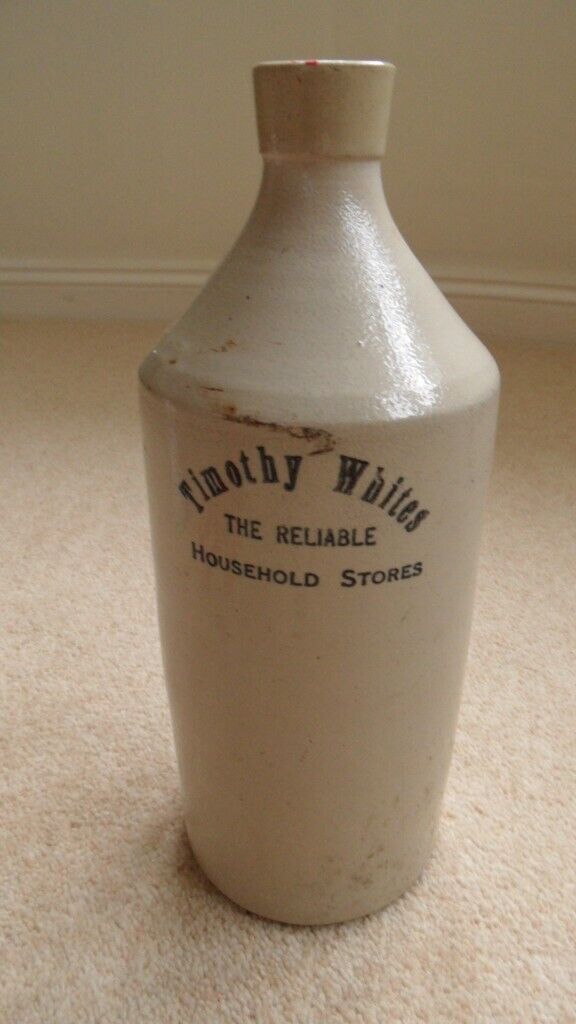 Timothy Whites
THE RELIABLE
HOUSEHOLD STORES